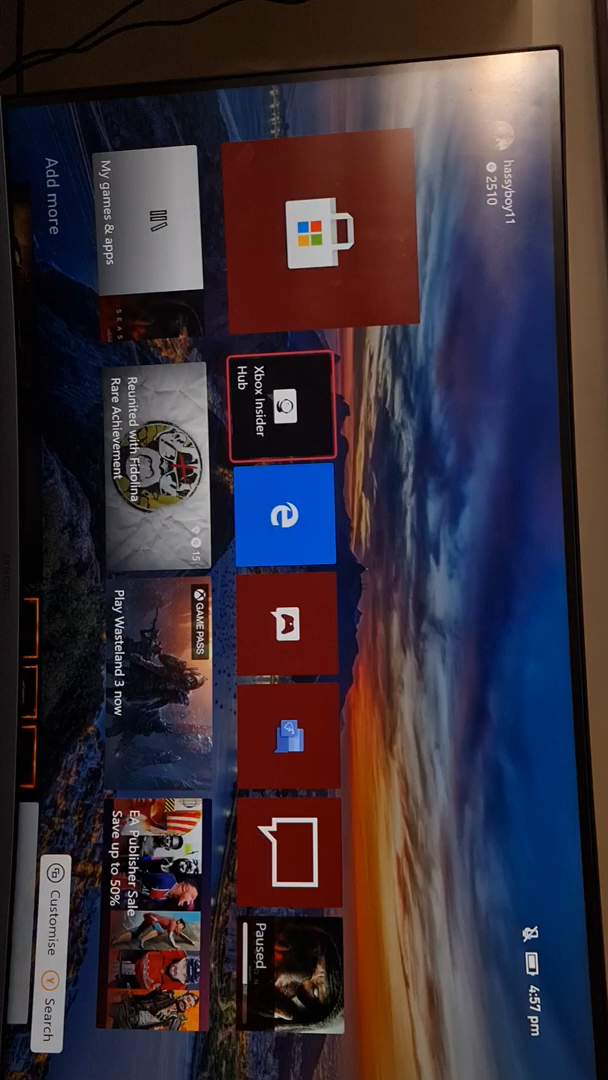 hassyboy11
G 2510
4:57 pm
Xbox Insider
Hub
Paused
My games & apps
SEAS
Reunited with Fidolina
Rare Achievement
G 15
GAME PASS
Play Wasteland 3 now
EA Publisher Sale
Save up to 50%
Add more
Customise
Y Search